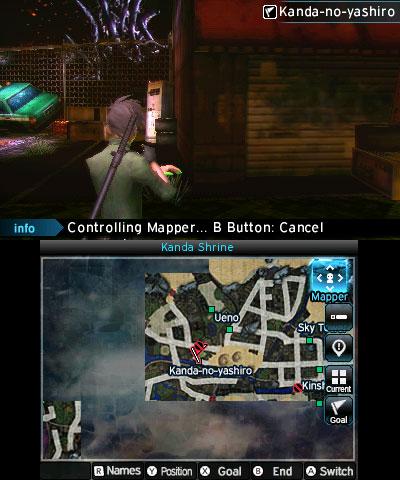 Kanda-no-yashiro
info
Controlling Mapper... B Button: Cancel
Kanda Shrine
Mapper
Ueno
Sky Tu
Kanda-no-yashiro
Kinsh
Current
Goal
R Names
Y Position
X Goal
B End
A Switch